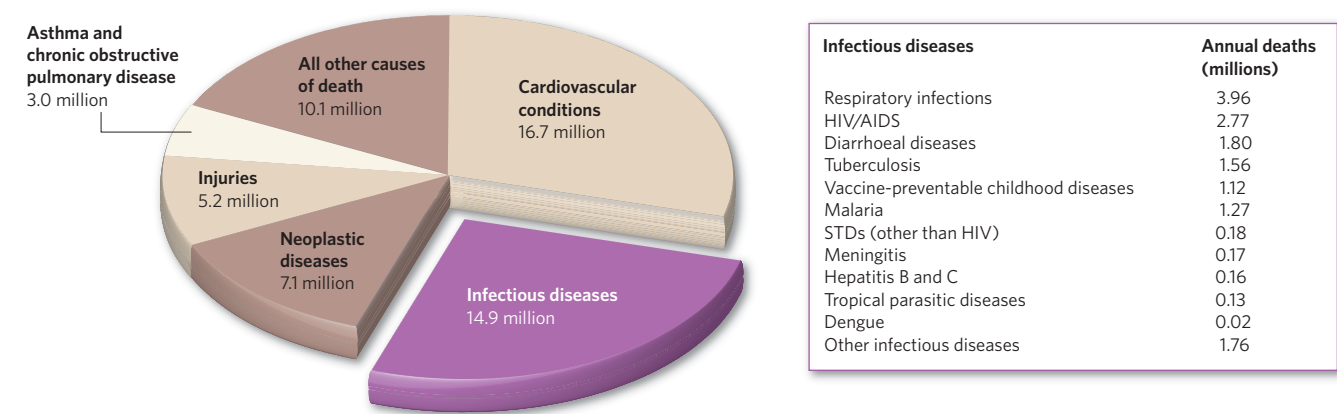 Asthma and
chronic obstructive
pulmonary disease
3.0 million
All other causes
of death
10.1 million
Cardiovascular
conditions
16.7 million
Injuries
5.2 million
Neoplastic
diseases
7.1 million
Infectious diseases
14.9 million
Infectious diseases Annual deaths
(millions)
Respiratory infections 3.96
HIV/AIDS 2.77
Diarrhoeal diseases 1.80
Tuberculosis 1.56
Vaccine-preventable childhood diseases 1.12
Malaria 1.27
STDs (other than HIV) 0.18
Meningitis 0.17
Hepatitis B and C 0.16
Tropical parasitic diseases 0.13
Dengue 0.02
Other infectious diseases 1.76